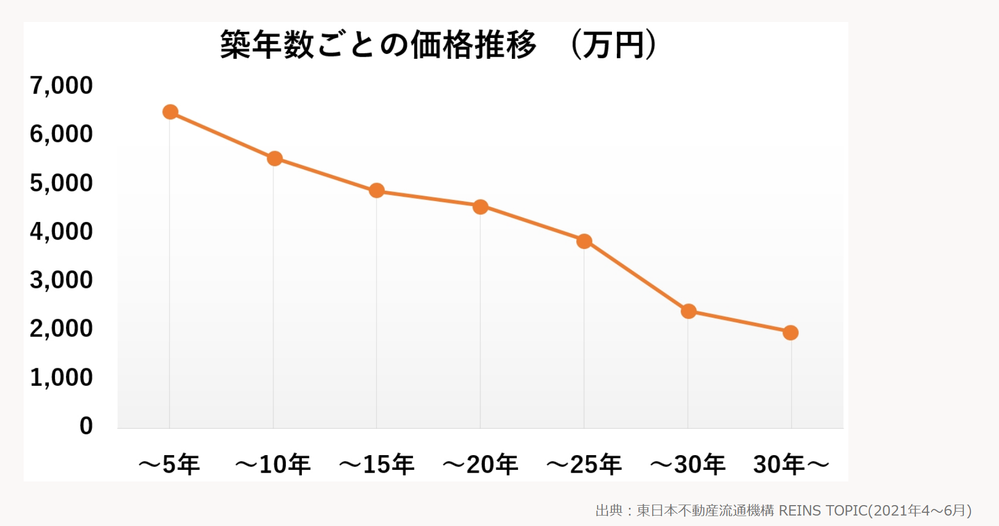 築年数ごとの価格推移 （万円）
7,000
6,000
5,000
4,000
3,000
2,000
1,000
0
～5年 ～10年 ～15年 ～20年 ～25年 ～30年 30年～
出典：東日本不動産流通機構 REINS TOPIC(2021年4～6月)